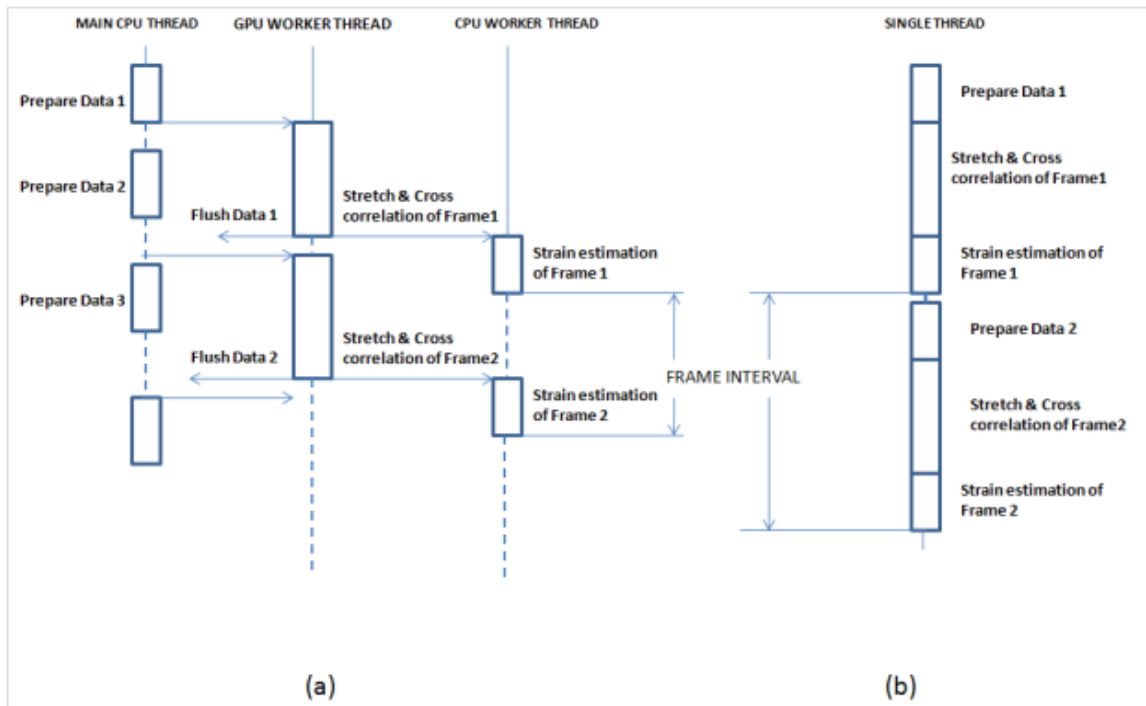 MAIN CPU THREAD
GPU WORKER THREAD
CPU WORKER THREAD
Prepare Data 1
Prepare Data 2
Flush Data 1
Stretch & Cross
correlation of Frame1
Strain estimation
of Frame 1
Prepare Data 3
Flush Data 2
Stretch & Cross
correlation of Frame2
Strain estimation
of Frame 2
FRAME INTERVAL
(a)
SINGLE THREAD
Prepare Data 1
Stretch & Cross
correlation of Frame1
Strain estimation of
Frame 1
Prepare Data 2
Stretch & Cross
correlation of Frame2
Strain estimation of
Frame 2
(b)